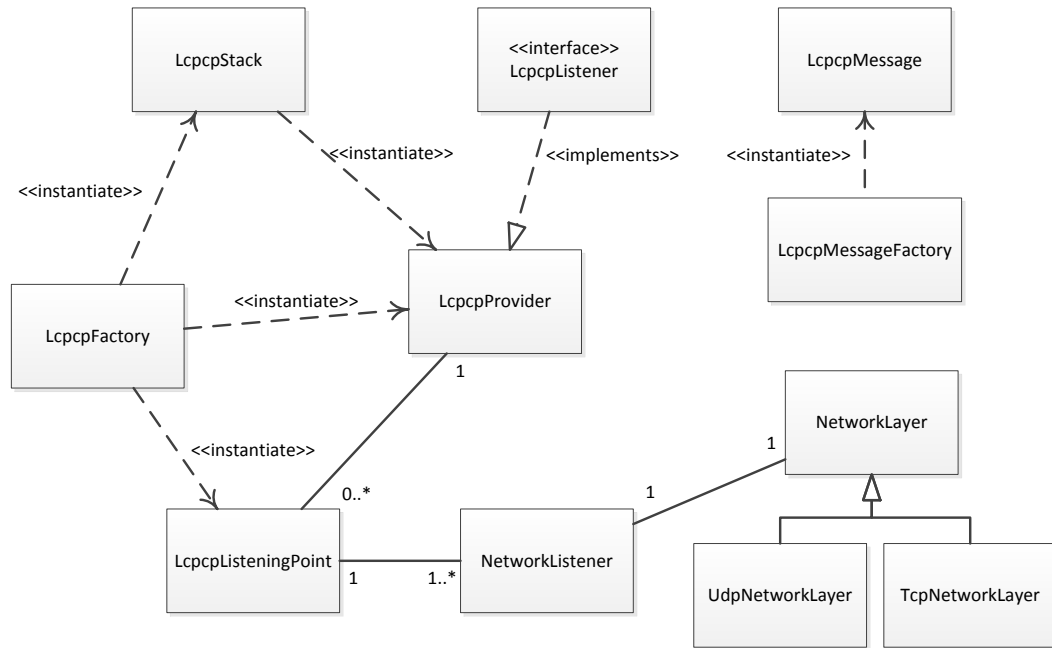 LcpcpStack
<<interface>>
LcpcpListener
LcpcpMessage
<<instantiate>>
<<implements>>
<<instantiate>>
<<instantiate>>
LcpcpMessageFactory
LcpcpFactory
<<instantiate>>
LcpcpProvider
1
<<instantiate>>
NetworkLayer
1
1
0..*
LcpcpListeningPoint
1
1..*
NetworkListener
UdpNetworkLayer
TcpNetworkLayer